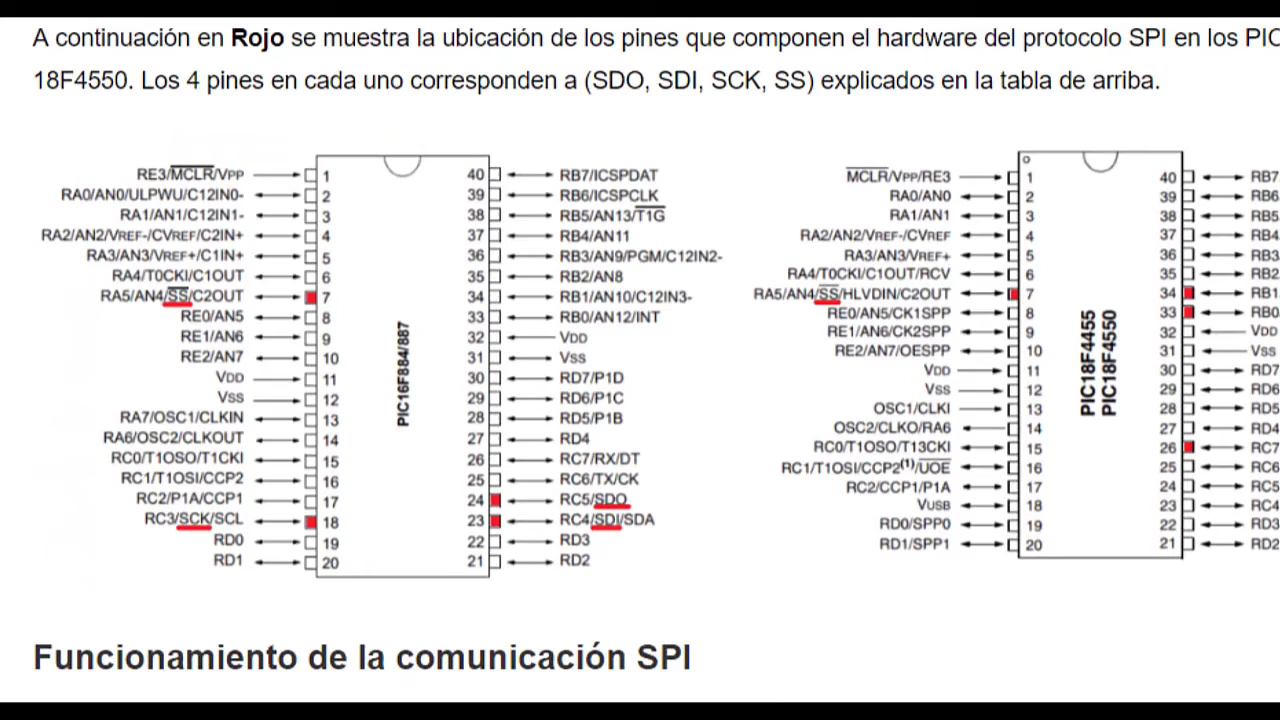 A continuación en Rojo se muestra la ubicación de los pines que componen el hardware del protocolo SPI en los PIC
18F4550. Los 4 pines en cada uno corresponden a (SDO, SDI, SCK, SS) explicados en la tabla de arriba.
RE3/MCLR/VPP 1
RA0/AN0/ULPWU/C12IN0- 2
RA1/AN1/C12IN1- 3
RA2/AN2/VREF-/CVREF/C2IN+ 4
RA3/AN3/VREF+/C1IN+ 5
RA4/T0CKI/C1OUT 6
RA5/AN4/SS/C2OUT 7
RE0/AN5 8
RE1/AN6 9
RE2/AN7 10
VDD 11
VSS 12
RA7/OSC1/CLKIN 13
RA6/OSC2/CLKOUT 14
RC0/T1OSO/T1CKI 15
RC1/T1OSI/CCP2 16
RC2/P1A/CCP1 17
RC3/SCK/SCL 18
RD0 19
RD1 20
PIC16F884/887
40 RB7/ICSPDAT
39 RB6/ICSPCLK
38 RB5/AN13/T1G
37 RB4/AN11
36 RB3/AN9/PGM/C12IN2-
35 RB2/AN8
34 RB1/AN10/C12IN3-
33 RB0/AN12/INT
32 VDD
31 VSS
30 RD7/P1D
29 RD6/P1C
28 RD5/P1B
27 RD4
26 RC7/RX/DT
25 RC6/TX/CK
24 RC5/SDO
23 RC4/SDI/SDA
22 RD3
21 RD2
MCLR/VPP/RE3 1
RA0/AN0 2
RA1/AN1 3
RA2/AN2/VREF-/CVREF 4
RA3/AN3/VREF+ 5
RA4/T0CKI/C1OUT/RCV 6
RA5/AN4/SS/HLVDIN/C2OUT 7
RE0/AN5/CK1SPP 8
RE1/AN6/CK2SPP 9
RE2/AN7/OESPP 10
VDD 11
VSS 12
OSC1/CLKI 13
OSC2/CLKO/RA6 14
RC0/T1OSO/T13CKI 15
RC1/T1OSI/CCP2(1)/UOE 16
RC2/CCP1/P1A 17
VUSB 18
RD0/SPP0 19
RD1/SPP1 20
PIC18F4455
PIC18F4550
40 RB7
39 RB6
38 RB5
37 RB4
36 RB3
35 RB2
34 RB1
33 RB0
32 VDD
31 VSS
30 RD7
29 RD6
28 RD5
27 RD4
26 RC7
25 RC6
24 RC5
23 RC4
22 RD3
21 RD2
Funcionamiento de la comunicación SPI